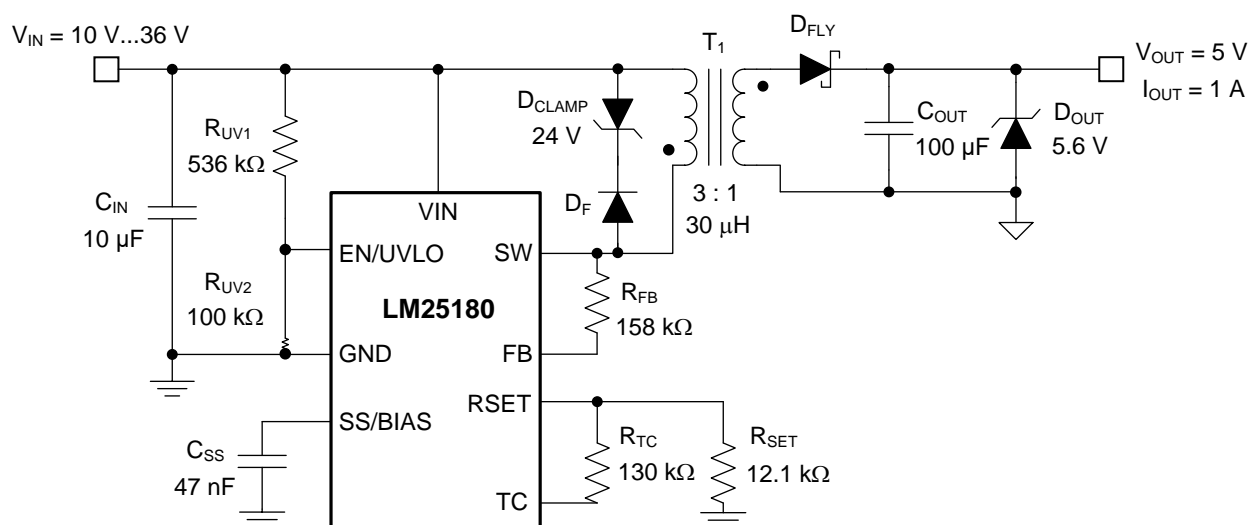 V_IN = 10 V...36 V
T₁
D_FLY
V_OUT = 5 V
I_OUT = 1 A
D_CLAMP
24 V
C_OUT
100 µF
D_OUT
5.6 V
R_UV1
536 kΩ
C_IN
10 µF
VIN
D_F
3 : 1
30 μH
EN/UVLO
SW
R_UV2
100 kΩ
LM25180
R_FB
158 kΩ
GND
FB
RSET
SS/BIAS
C_SS
47 nF
R_TC
130 kΩ
R_SET
12.1 kΩ
TC